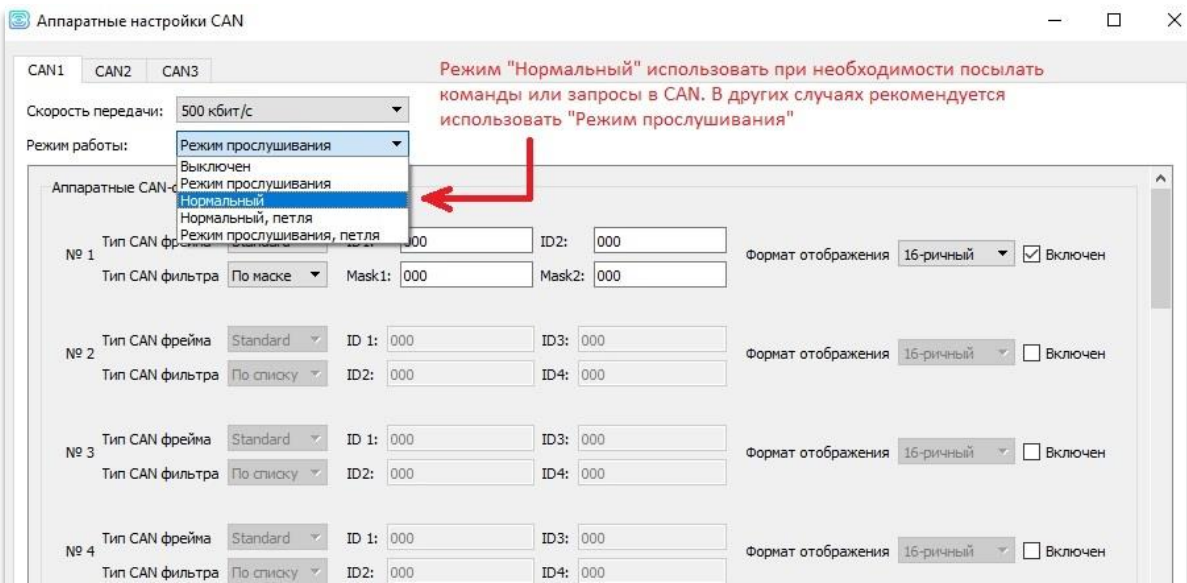 Аппаратные настройки CAN
CAN1 CAN2 CAN3
Режим "Нормальный" использовать при необходимости посылать
команды или запросы в CAN. В других случаях рекомендуется
использовать "Режим прослушивания"
Скорость передачи: 500 кбит/с
Режим работы: Режим прослушивания
Выключен
Режим прослушивания
Нормальный
Нормальный, петля
Режим прослушивания, петля
Аппаратные CAN-
№ 1
Тип CAN фрейма 000 ID2: 000
Тип CAN фильтра По маске Mask1: 000 Mask2: 000
Формат отображения 16-ричный Включен
№ 2
Тип CAN фрейма Standard ID 1: 000 ID3: 000
Тип CAN фильтра По списку ID2: 000 ID4: 000
Формат отображения 16-ричный Включен
№ 3
Тип CAN фрейма Standard ID 1: 000 ID3: 000
Тип CAN фильтра По списку ID2: 000 ID4: 000
Формат отображения 16-ричный Включен
№ 4
Тип CAN фрейма Standard ID 1: 000 ID3: 000
Тип CAN фильтра По списку ID2: 000 ID4: 000
Формат отображения 16-ричный Включен